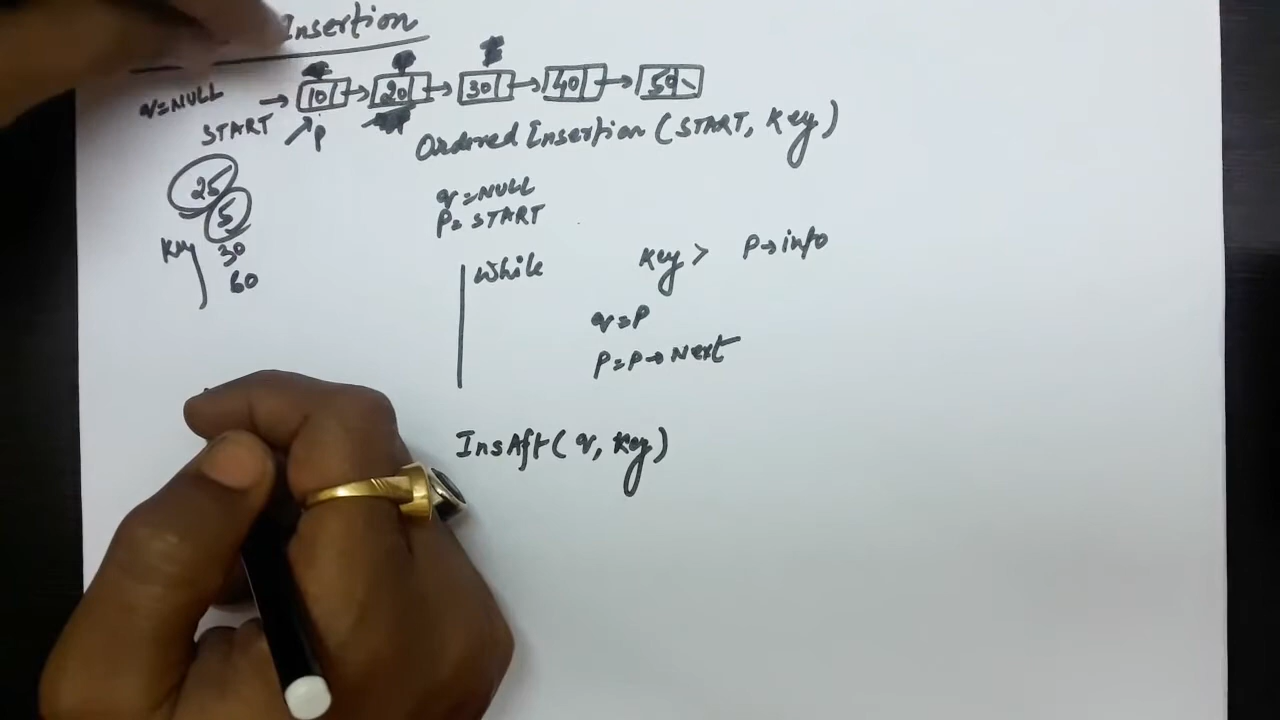 Insertion
q=NULL
START → 10 → 20 → 30 → 40 → 50
P
Ordered Insertion (START, Key)
25
5
Key
30
60
q=NULL
P=START
While Key > P→info
q=P
P=P→Next
InsAft(q, Key)